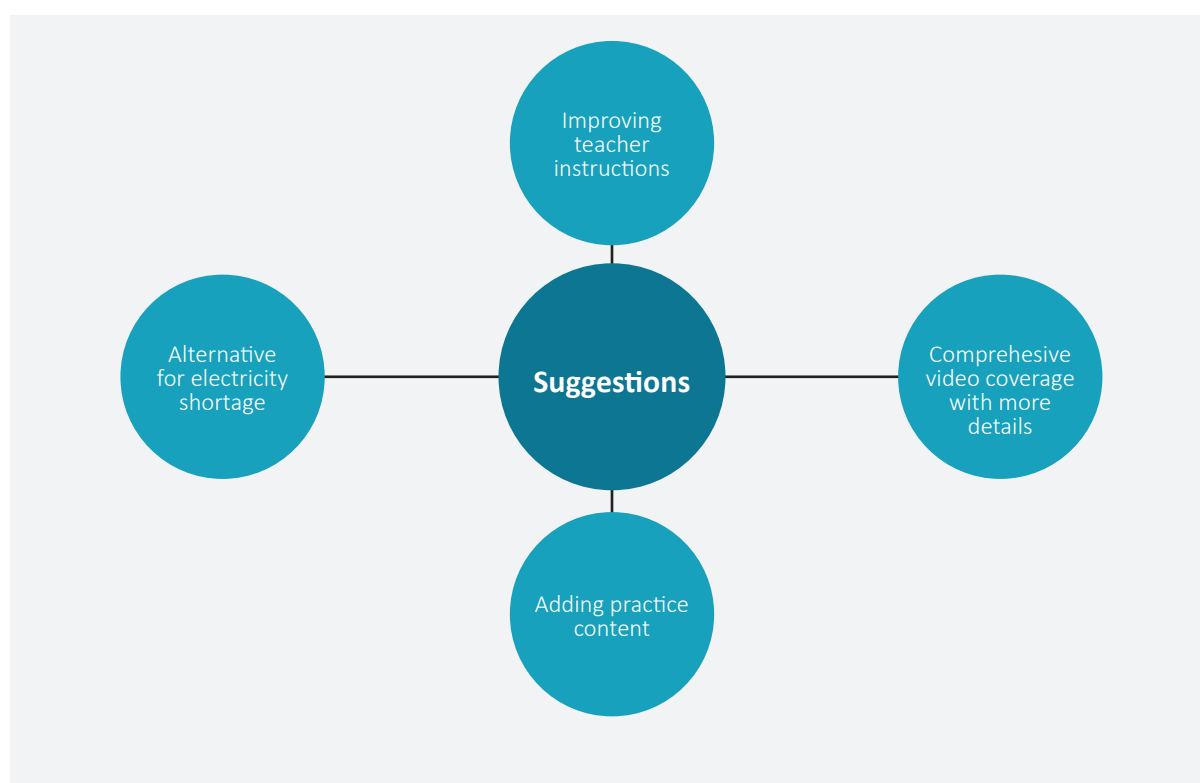 Improving
teacher
instructions
Alternative
for electricity
shortage
Suggestions
Comprehesive
video coverage
with more
details
Adding practice
content